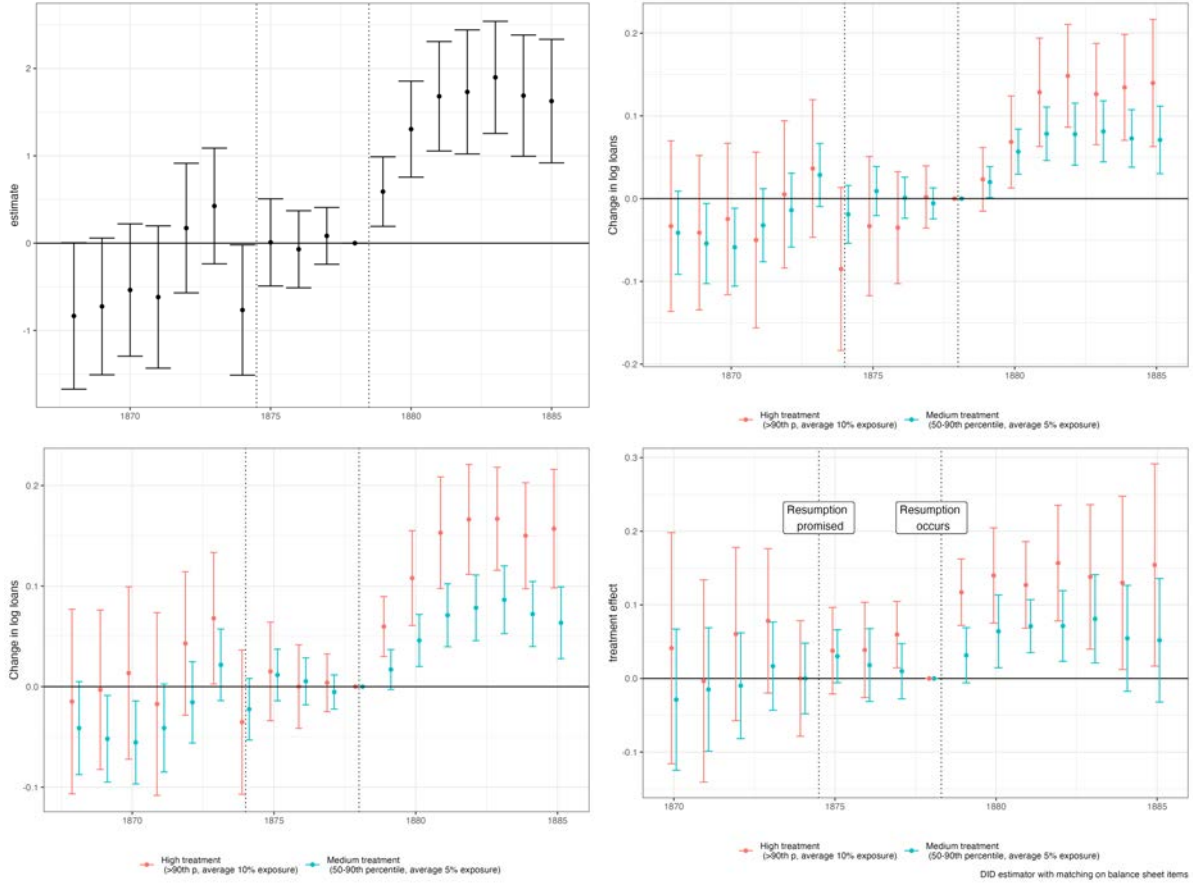 estimate
2
1
0
-1
1870
1875
1880
1885
Change in log loans
0.2
0.1
0.0
-0.1
-0.2
1870
1875
1880
1885
High treatment
(>90th p, average 10% exposure)
Medium treatment
(50-90th percentile, average 5% exposure)
Change in log loans
0.2
0.1
0.0
-0.1
1870
1875
1880
1885
High treatment
(>90th p, average 10% exposure)
Medium treatment
(50-90th percentile, average 5% exposure)
treatment effect
0.3
0.2
0.1
0.0
-0.1
Resumption
promised
Resumption
occurs
1870
1875
1880
1885
High treatment
(>90th p, average 10% exposure)
Medium treatment
(50-90th percentile, average 5% exposure)
DID estimator with matching on balance sheet items